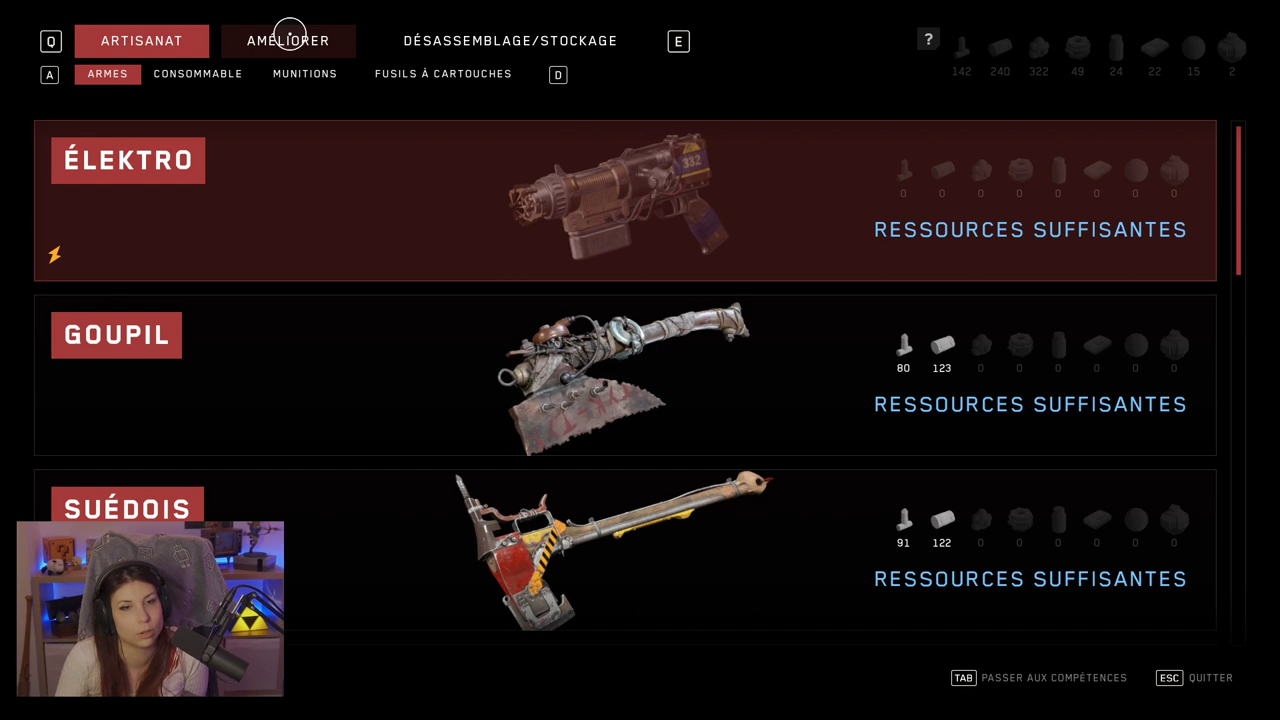 Q ARTISANAT AMÉLIORER DÉSASSEMBLAGE/STOCKAGE E
A ARMES CONSOMMABLE MUNITIONS FUSILS À CARTOUCHES D
?
142 240 322 49 24 22 15 2
ÉLEKTRO
332
0 0 0 0 0 0 0 0
RESSOURCES SUFFISANTES
GOUPIL
80 123 0 0 0 0 0 0
RESSOURCES SUFFISANTES
SUÉDOIS
91 122 0 0 0 0 0 0
RESSOURCES SUFFISANTES
TAB PASSER AUX COMPÉTENCES ESC QUITTER